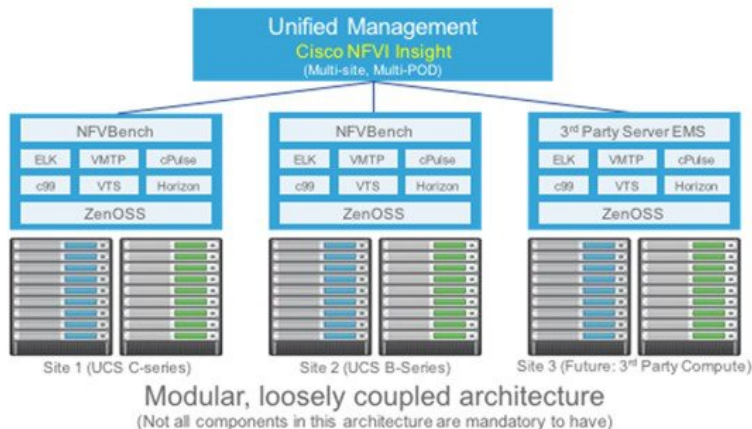 Unified Management
Cisco NFVI Insight
(Multi-site, Multi-POD)
NFVBench
ELK VMTP cPulse
c99 VTS Horizon
ZenOSS
NFVBench
ELK VMTP cPulse
c99 VTS Horizon
ZenOSS
3rd Party Server EMS
ELK VMTP cPulse
c99 VTS Horizon
ZenOSS
Site 1 (UCS C-series)
Site 2 (UCS B-Series)
Site 3 (Future: 3rd Party Compute)
Modular, loosely coupled architecture
(Not all components in this architecture are mandatory to have)